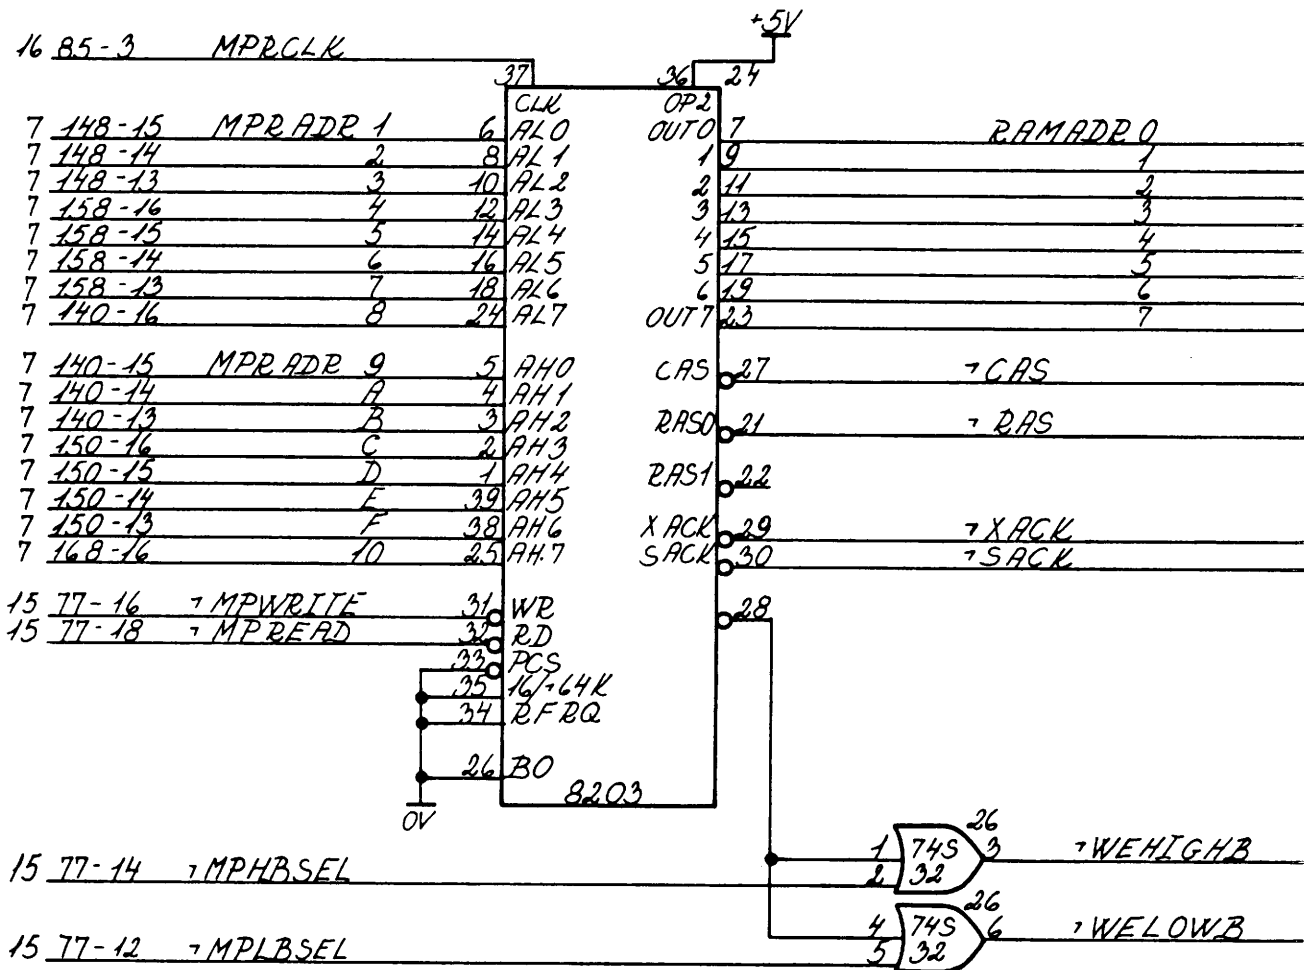 +5V
16 85-3 MPRCLK
37 36 24
CLK OP2
7 148-15 MPRADR 1 6 AL0 OUT0 7 RAMADR 0
7 148-14 2 8 AL1 1 9 1
7 148-13 3 10 AL2 2 11 2
7 158-16 4 12 AL3 3 13 3
7 158-15 5 14 AL4 4 15 4
7 158-14 6 16 AL5 5 17 5
7 158-13 7 18 AL6 6 19 6
7 140-16 8 24 AL7 OUT7 23 7
7 140-15 MPRADR 9 5 AH0 CAS 27 ¬CAS
7 140-14 A 4 AH1
7 140-13 B 3 AH2 RAS0 21 ¬RAS
7 150-16 C 2 AH3
7 150-15 D 1 AH4 RAS1 22
7 150-14 E 39 AH5
7 150-13 F 38 AH6 XACK 29 ¬XACK
7 168-16 10 25 AH7 SACK 30 ¬SACK
15 77-16 ¬MPWRITE 31 WR 28
15 77-18 ¬MPREAD 32 RD
33 PCS
35 16/¬64K
34 RFRQ
26 B0
8203
0V
26
15 77-14 ¬MPHBSEL 1 2 74S 32 3 ¬WEHIGHB
26
15 77-12 ¬MPLBSEL 4 5 74S 32 6 ¬WELOWB